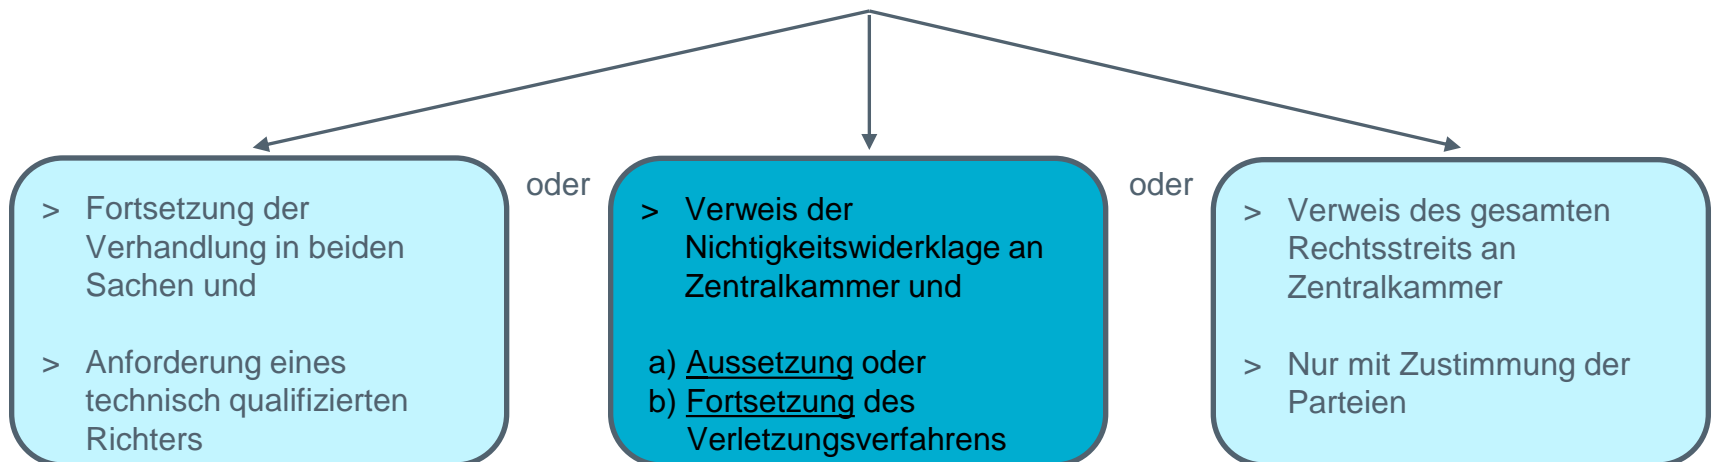 > Fortsetzung der
Verhandlung in beiden
Sachen und
> Anforderung eines
technisch qualifizierten
Richters
oder
> Verweis der
Nichtigkeitswiderklage an
Zentralkammer und
a) Aussetzung oder
b) Fortsetzung des
Verletzungsverfahrens
oder
> Verweis des gesamten
Rechtsstreits an
Zentralkammer
> Nur mit Zustimmung der
Parteien